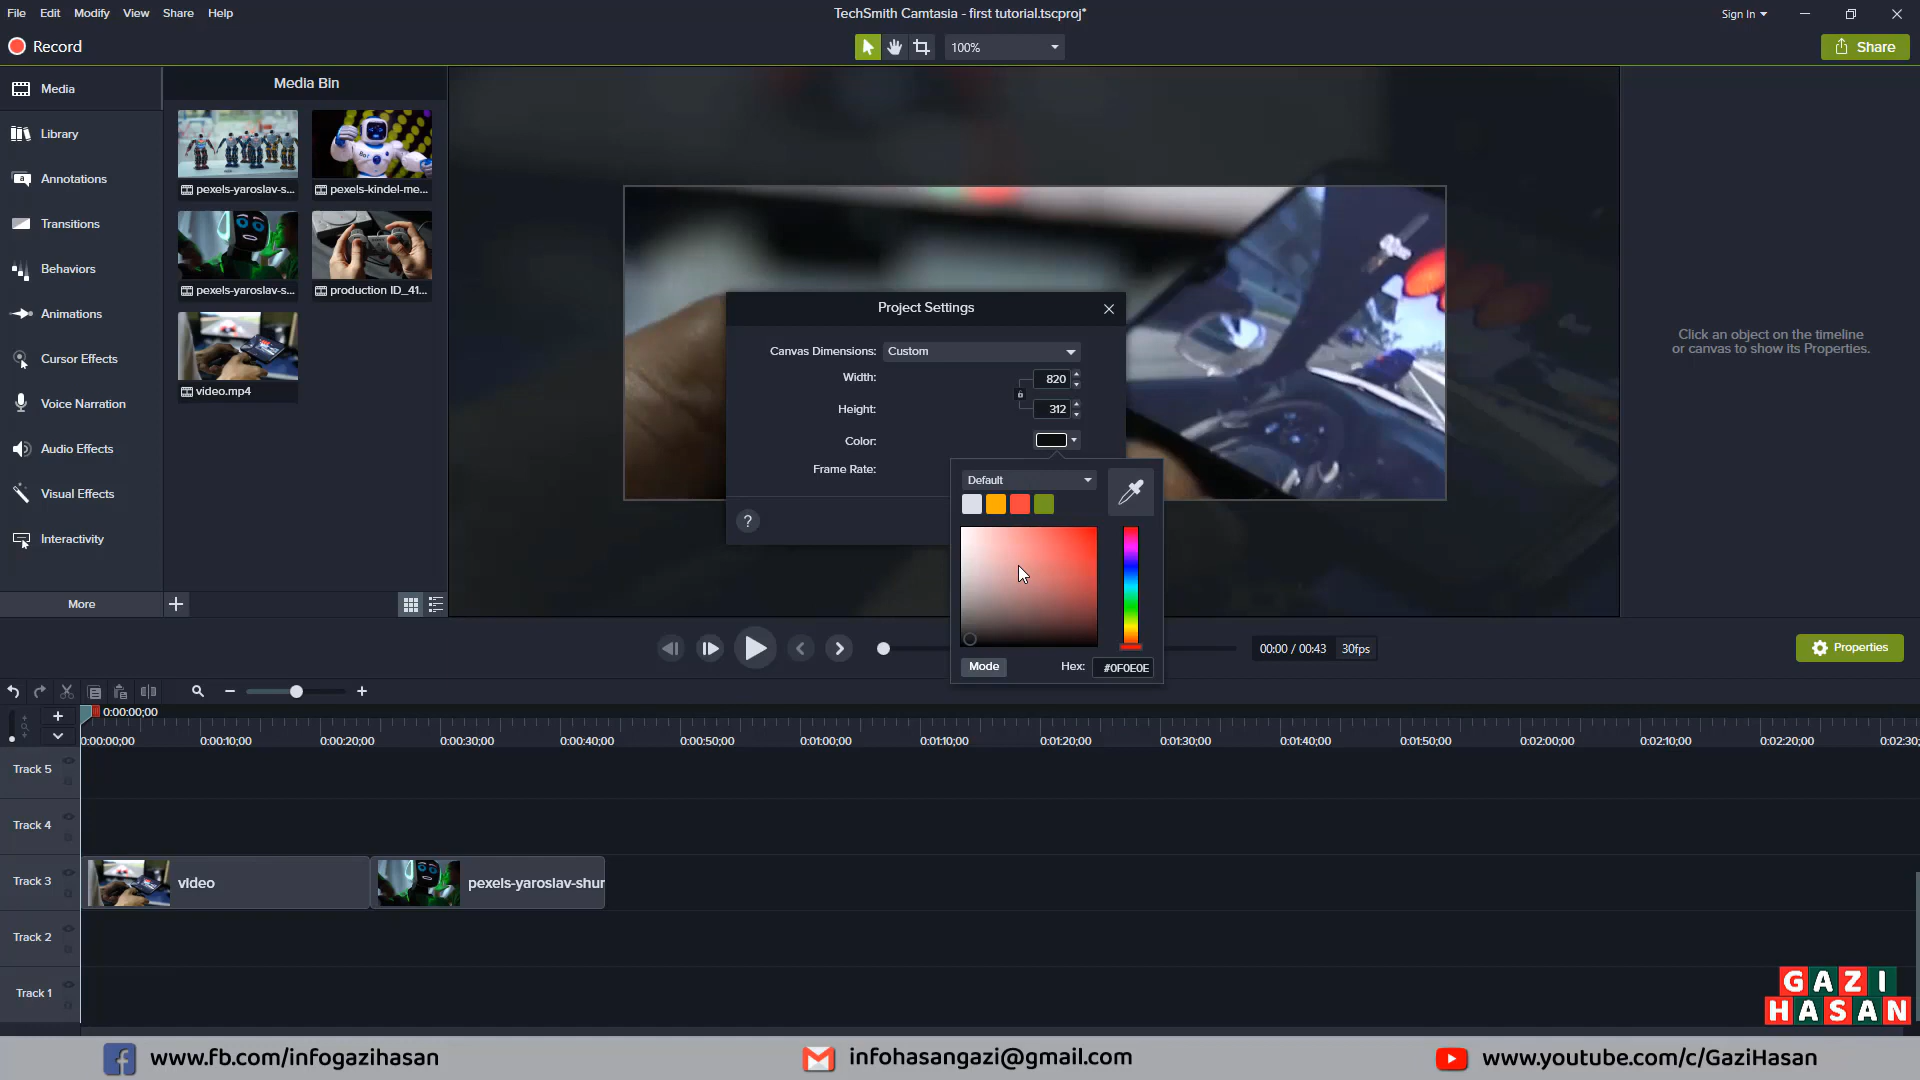 File Edit Modify View Share Help
TechSmith Camtasia - first tutorial.tscproj*
Sign In
Record
100%
Share
Media
Library
Annotations
Transitions
Behaviors
Animations
Cursor Effects
Voice Narration
Audio Effects
Visual Effects
Interactivity
More
Media Bin
pexels-yaroslav-s...
pexels-kindel-me...
pexels-yaroslav-s...
production ID_41...
video.mp4
Project Settings
Canvas Dimensions: Custom
Width: 820
Height: 312
Color:
Frame Rate:
?
Default
Mode
Hex: #0F0E0E
Click an object on the timeline
or canvas to show its Properties.
00:00 / 00:43 30fps
Properties
0:00:00;00
0:00:00;00 0:00:10;00 0:00:20;00 0:00:30;00 0:00:40;00 0:00:50;00 0:01:00;00 0:01:10;00 0:01:20;00 0:01:30;00 0:01:40;00 0:01:50;00 0:02:00;00 0:02:10;00 0:02:20;00 0:02:30;
Track 5
Track 4
Track 3
video
pexels-yaroslav-shur
Track 2
Track 1
GAZI
HASAN
www.fb.com/infogazihasan
infohasangazi@gmail.com
www.youtube.com/c/GaziHasan